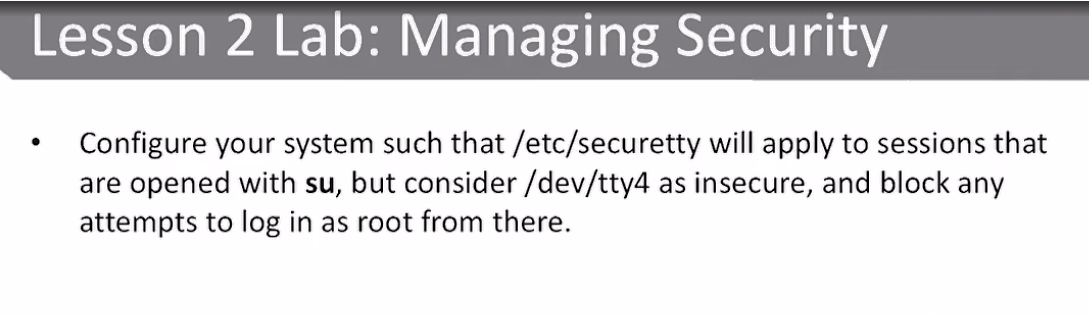 Lesson 2 Lab: Managing Security
• Configure your system such that /etc/securetty will apply to sessions that
are opened with su, but consider /dev/tty4 as insecure, and block any
attempts to log in as root from there.